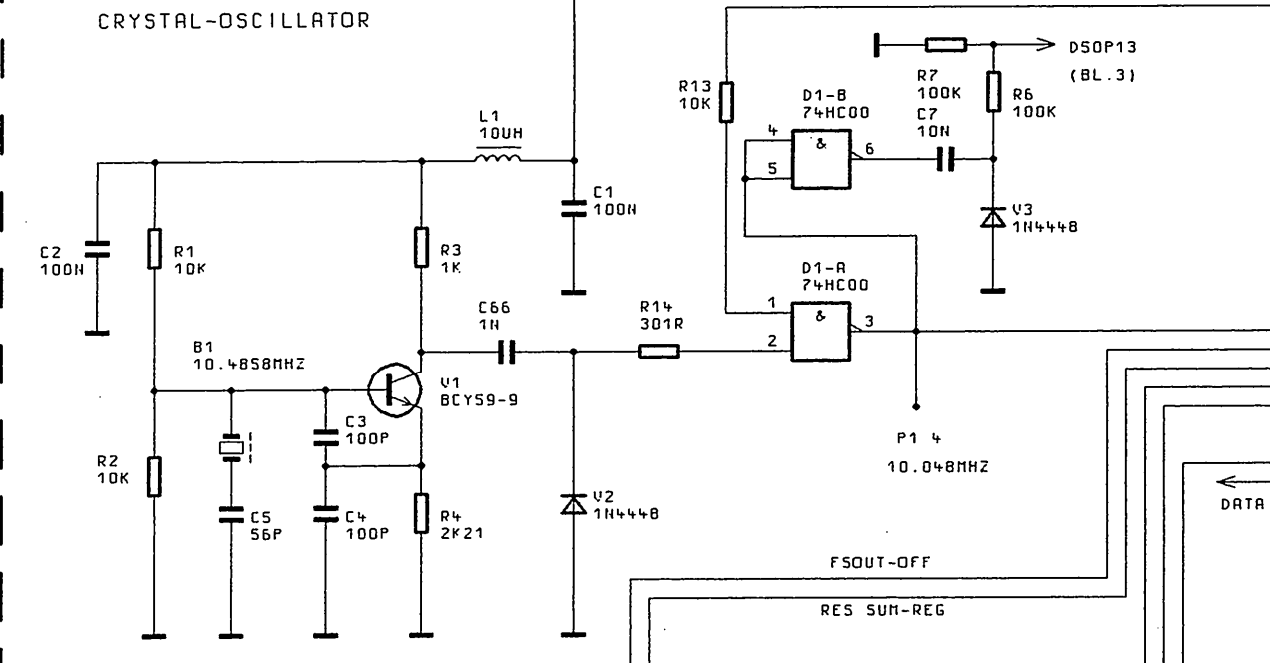 CRYSTAL-OSCILLATOR
DSOP13
(BL.3)
R7
100K
R6
100K
R13
10K
D1-B
74HC00
C7
10N
L1
10UH
4
&
6
5
C1
100N
V3
1N4448
C2
100N
R1
10K
R3
1K
D1-A
74HC00
C66
1N
R14
301R
1
&
3
2
B1
10.4858MHZ
V1
BCY59-9
C3
100P
P1 4
10.048MHZ
R2
10K
V2
1N4448
DATA
C5
56P
C4
100P
R4
2K21
FSOUT-OFF
RES SUM-REG